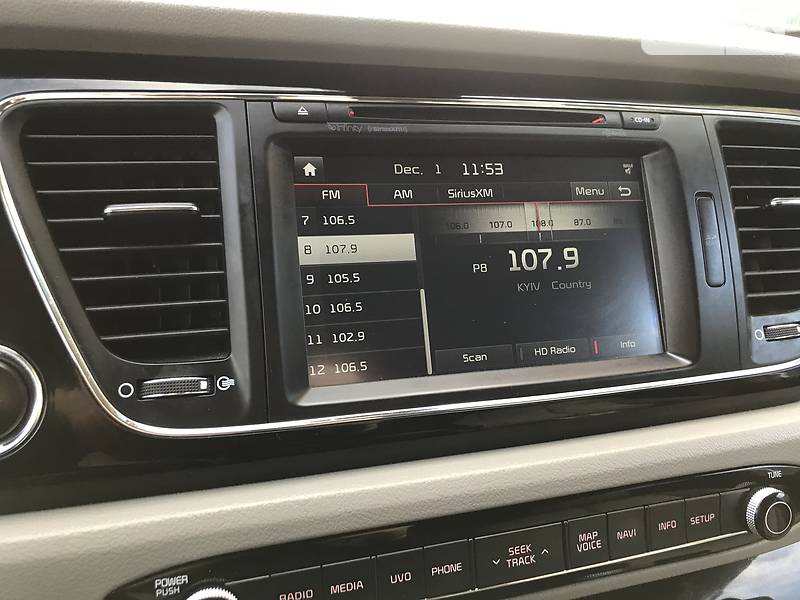 CD-IN
Infinity SiriusXM
Dec. 1 11:53
FM AM SiriusXM Menu
7 106.5
106.0 107.0 108.0 87.0
8 107.9
P8 107.9
9 105.5
KYIV Country
10 106.5
11 102.9
12 106.5
Scan HD Radio Info
POWER
PUSH
RADIO
MEDIA
UVO
PHONE
SEEK
TRACK
MAP
VOICE
NAVI
INFO
SETUP
TUNE